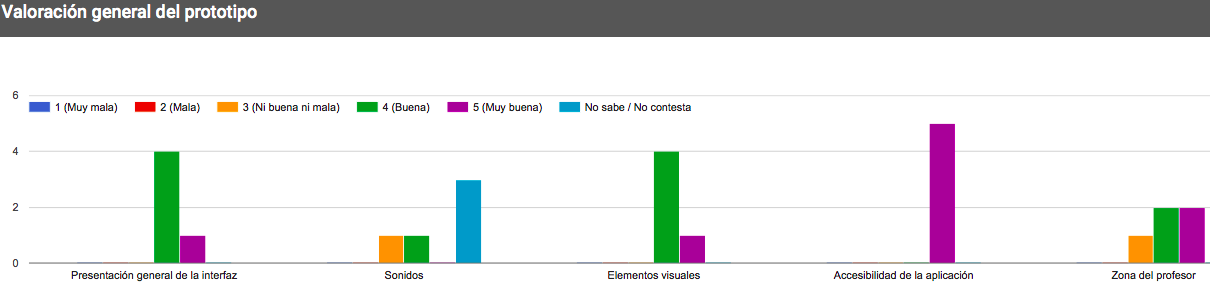 Valoración general del prototipo
6
1 (Muy mala) 2 (Mala) 3 (Ni buena ni mala) 4 (Buena) 5 (Muy buena) No sabe / No contesta
4
2
0
Presentación general de la interfaz Sonidos Elementos visuales Accesibilidad de la aplicación Zona del profesor